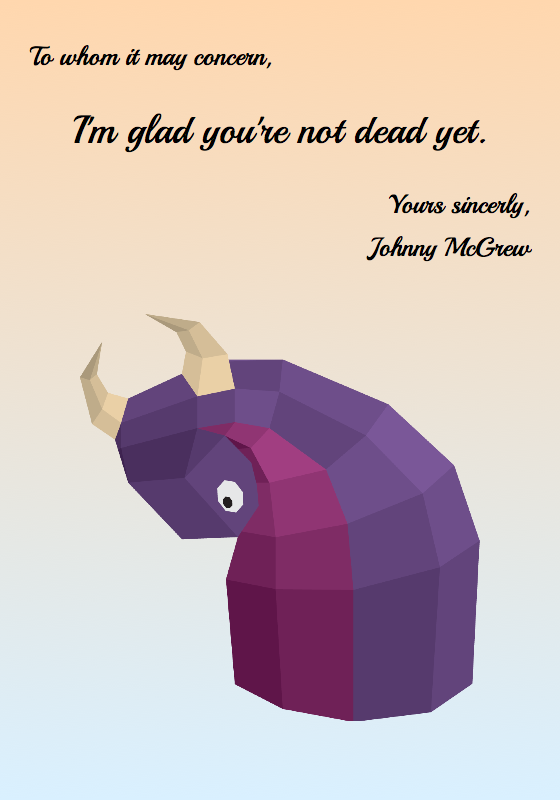 To whom it may concern,
I'm glad you're not dead yet.
Yours sincerly,
Johnny McGrew